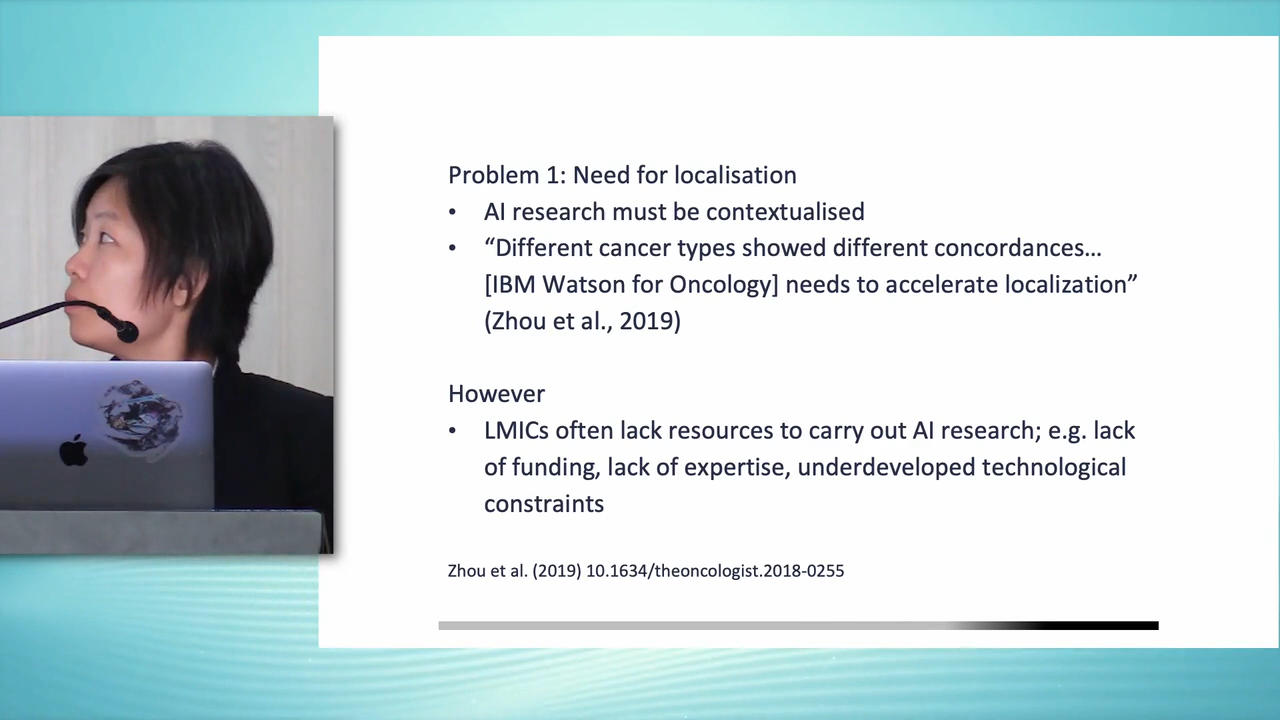 Problem 1: Need for localisation
• AI research must be contextualised
• “Different cancer types showed different concordances…
[IBM Watson for Oncology] needs to accelerate localization”
(Zhou et al., 2019)
However
• LMICs often lack resources to carry out AI research; e.g. lack
of funding, lack of expertise, underdeveloped technological
constraints
Zhou et al. (2019) 10.1634/theoncologist.2018-0255